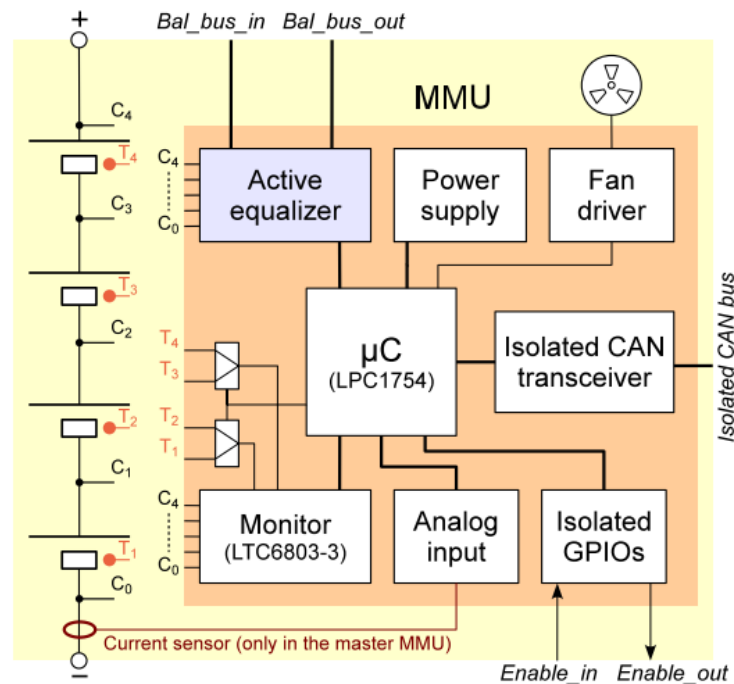 Bal_bus_in Bal_bus_out
+
MMU
C4
T4
C3
T3
C2
T2
C1
T1
C0
−
C4
C0
Active
equalizer
Power
supply
Fan
driver
T4
T3
T2
T1
µC
(LPC1754)
Isolated CAN
transceiver
Isolated CAN bus
C4
C0
Monitor
(LTC6803-3)
Analog
input
Isolated
GPIOs
Current sensor (only in the master MMU)
Enable_in Enable_out